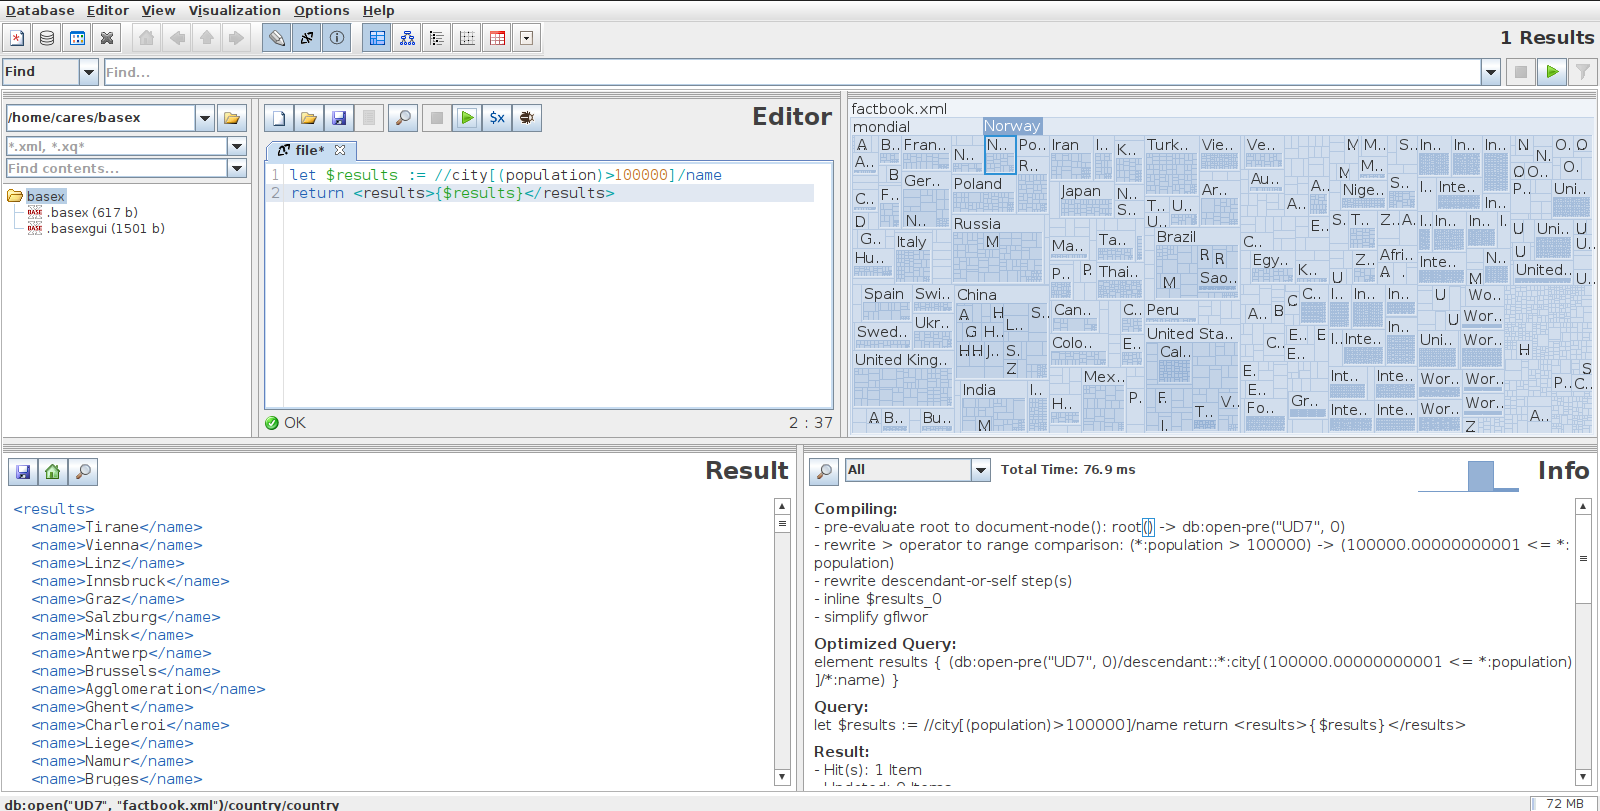 Database Editor View Visualization Options Help
1 Results
Find
Find...
/home/cares/basex
*.xml, *.xq*
Find contents...
basex
.basex (617 b)
.basexgui (1501 b)
$x
Editor
file*
1 let $results := //city[(population)>100000]/name
2 return <results>{$results}</results>
OK
2 : 37
factbook.xml
mondial
Norway
A B.. Fran.. N.. N.. Po.. Iran I.. K.. Turk.. Vie.. Ve.. M M.. S.. In.. In.. In.. U.. N.. O.. O
A.. B Ger.. R.. Au.. M M.. N O.
Poland Japan N.. Ar.. Nige.. I.. Inte.. Uni..
C.. F.. S.. T.. U.. A..
D N.. Russia U.. Brazil E.. S. T.. Z.. A. I.. In.. In.. I.. U Uni.. U
G.. Italy M Ma.. Ta.. R R C.. Afri..
Hu.. P.. P. Thai.. M Sao.. Egy.. K.. U Z.. A Inte.. M N.. United.. U..
Spain Swi.. China Can.. C.. Peru A.. B C C.. I.. In.. In.. U Wo..
Swed.. Ukr.. A H S.. United Sta.. U Wor..
G H.. L.. Colo.. E.. Cal.. C.. E.. E I.. Inte.. In.. Uni.. Wor..
United King.. HH J.. S. E.. H
Z Mex.. E. Int.. Inte.. Wor.. Wor.. S
India I.. P. F. E.. P.. C..
H.. T.. V.. Fo.. Gr.. Inte.. Inte.. Wor.. Wor..
A B.. Bu.. M I. Z A..
Result
<results>
<name>Tirane</name>
<name>Vienna</name>
<name>Linz</name>
<name>Innsbruck</name>
<name>Graz</name>
<name>Salzburg</name>
<name>Minsk</name>
<name>Antwerp</name>
<name>Brussels</name>
<name>Agglomeration</name>
<name>Ghent</name>
<name>Charleroi</name>
<name>Liege</name>
<name>Namur</name>
<name>Bruges</name>
All
Total Time: 76.9 ms
Info
Compiling:
- pre-evaluate root to document-node(): root() -> db:open-pre("UD7", 0)
- rewrite > operator to range comparison: (*:population > 100000) -> (100000.00000000001 <= *:
population)
- rewrite descendant-or-self step(s)
- inline $results_0
- simplify gflwor
Optimized Query:
element results { (db:open-pre("UD7", 0)/descendant::*:city[(100000.00000000001 <= *:population)
]/*:name) }
Query:
let $results := //city[(population)>100000]/name return <results>{$results}</results>
Result:
- Hit(s): 1 Item
- Updated: 0 Items
db:open("UD7", "factbook.xml")/country/country
72 MB